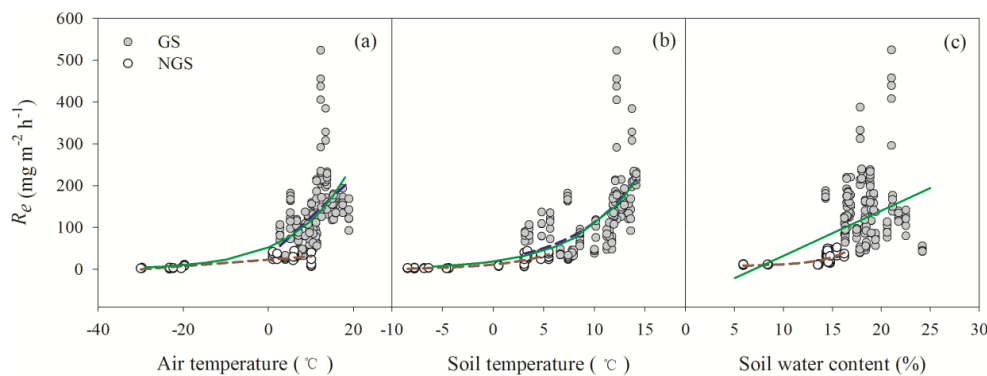 600
500
400
300
200
100
0
Re (mg m⁻² h⁻¹)
GS
NGS
(a)
(b)
(c)
-40 -20 0 20
-10 -5 0 5 10 15
0 5 10 15 20 25 30
Air temperature ( ℃ )
Soil temperature ( ℃ )
Soil water content (%)